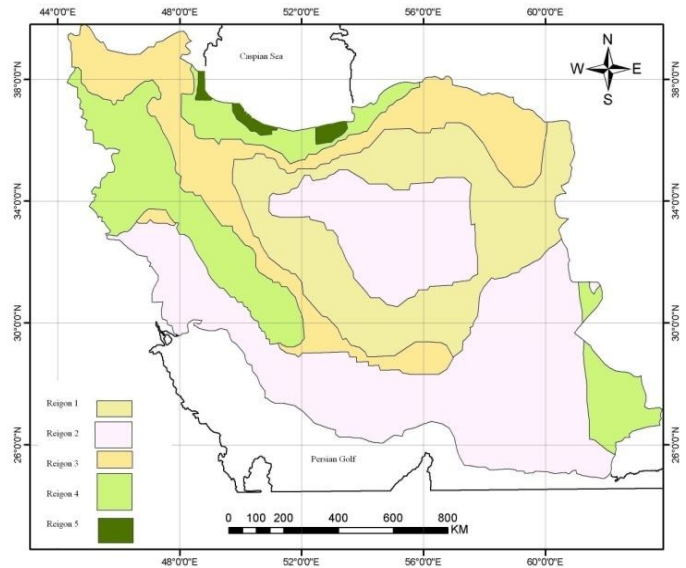 44°0'0"E
48°0'0"E
52°0'0"E
56°0'0"E
60°0'0"E
Caspian Sea
N
W
E
S
38°0'0"N
38°0'0"N
34°0'0"N
34°0'0"N
30°0'0"N
30°0'0"N
26°0'0"N
26°0'0"N
Reigon 1
Reigon 2
Reigon 3
Reigon 4
Reigon 5
Persian Golf
0 100 200 400 600 800
KM
48°0'0"E
52°0'0"E
56°0'0"E
60°0'0"E